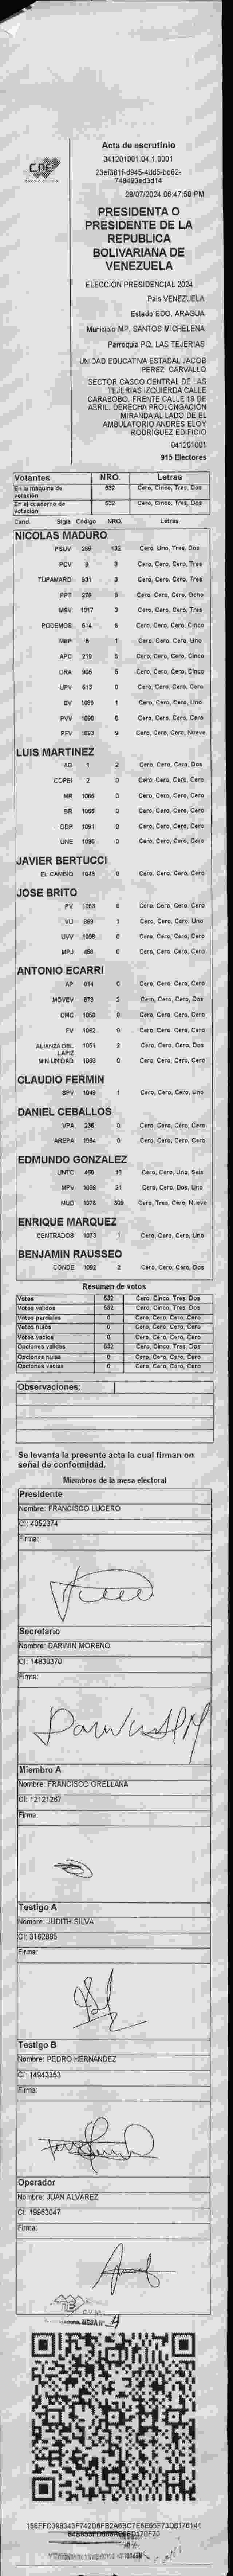 CNE
Acta de escrutinio
041201001.04.1.0001
28/07/2024 06:47:58 PM
PRESIDENTA O
PRESIDENTE DE LA
REPUBLICA
BOLIVARIANA DE
VENEZUELA
ELECCIÓN PRESIDENCIAL 2024
País VENEZUELA
Estado EDO. ARAGUA
Municipio MP. SANTOS MICHELENA
Parroquia PQ. LAS TEJERIAS
UNIDAD EDUCATIVA ESTADAL JACOB
PEREZ CARVALLO
SECTOR CASCO CENTRAL DE LAS
TEJERIAS IZQUIERDA CALLE
CARABOBO. FRENTE CALLE 19 DE
ABRIL. DERECHA PROLONGACIÓN
MIRANDA AL LADO DE EL
AMBULATORIO ANDRES ELOY
RODRIGUEZ EDIFICIO
041201001
915 Electores
Votantes NRO. Letras
En la máquina de votación 532 Cero, Cinco, Tres, Dos
En el cuaderno de votación 532 Cero, Cinco, Tres, Dos
Cand. Sigla Código NRO. Letras
NICOLAS MADURO
PSUV 269 132 Cero, Uno, Tres, Dos
PCV 9 3 Cero, Cero, Cero, Tres
TUPAMARO 931 3 Cero, Cero, Cero, Tres
PPT 270 8 Cero, Cero, Cero, Ocho
MSV 1017 3 Cero, Cero, Cero, Tres
PODEMOS 514 5 Cero, Cero, Cero, Cinco
MEP 6 1 Cero, Cero, Cero, Uno
APC 219 5 Cero, Cero, Cero, Cinco
ORA 906 5 Cero, Cero, Cero, Cinco
UPV 613 0 Cero, Cero, Cero, Cero
EV 1089 1 Cero, Cero, Cero, Uno
PVV 1090 0 Cero, Cero, Cero, Cero
PFV 1093 9 Cero, Cero, Cero, Nueve
LUIS MARTINEZ
AD 1 2 Cero, Cero, Cero, Dos
COPEI 2 0 Cero, Cero, Cero, Cero
MR 1055 0 Cero, Cero, Cero, Cero
BR 1066 0 Cero, Cero, Cero, Cero
DDP 1091 0 Cero, Cero, Cero, Cero
UNE 1096 0 Cero, Cero, Cero, Cero
JAVIER BERTUCCI
EL CAMBIO 1048 0 Cero, Cero, Cero, Cero
JOSE BRITO
PV 1053 0 Cero, Cero, Cero, Cero
VU 869 1 Cero, Cero, Cero, Uno
UVV 1098 0 Cero, Cero, Cero, Cero
MPJ 458 0 Cero, Cero, Cero, Cero
ANTONIO ECARRI
AP 614 0 Cero, Cero, Cero, Cero
MOVEV 678 2 Cero, Cero, Cero, Dos
CMC 1050 0 Cero, Cero, Cero, Cero
FV 1062 0 Cero, Cero, Cero, Cero
ALIANZA DEL LAPIZ 1051 2 Cero, Cero, Cero, Dos
MIN UNIDAD 1068 0 Cero, Cero, Cero, Cero
CLAUDIO FERMIN
SPV 1049 1 Cero, Cero, Cero, Uno
DANIEL CEBALLOS
VPA 236 0 Cero, Cero, Cero, Cero
AREPA 1094 0 Cero, Cero, Cero, Cero
EDMUNDO GONZALEZ
UNTC 460 16 Cero, Cero, Uno, Seis
MPV 1089 21 Cero, Cero, Dos, Uno
MUD 1075 309 Cero, Tres, Cero, Nueve
ENRIQUE MARQUEZ
CENTRADOS 1073 1 Cero, Cero, Cero, Uno
BENJAMIN RAUSSEO
CONDE 1092 2 Cero, Cero, Cero, Dos
Resumen de votos
Votos 532 Cero, Cinco, Tres, Dos
Votos válidos 532 Cero, Cinco, Tres, Dos
Votos parciales 0 Cero, Cero, Cero, Cero
Votos nulos 0 Cero, Cero, Cero, Cero
Votos vacíos 0 Cero, Cero, Cero, Cero
Opciones válidas 532 Cero, Cinco, Tres, Dos
Opciones nulas 0 Cero, Cero, Cero, Cero
Opciones vacías 0 Cero, Cero, Cero, Cero
Observaciones:
Se levanta la presente acta la cual firman en
señal de conformidad.
Miembros de la mesa electoral
Presidente
Nombre: FRANCISCO LUCERO
CI: 4052374
Firma:
Secretario
Nombre: DARWIN MORENO
CI: 14830370
Firma:
Miembro A
Nombre: FRANCISCO ORELLANA
CI: 12121267
Firma:
Testigo A
Nombre: JUDITH SILVA
CI: 3162885
Firma:
Testigo B
Nombre: PEDRO HERNANDEZ
CI: 14943353
Firma:
Operador
Nombre: JUAN ALVAREZ
CI: 19963047
Firma: